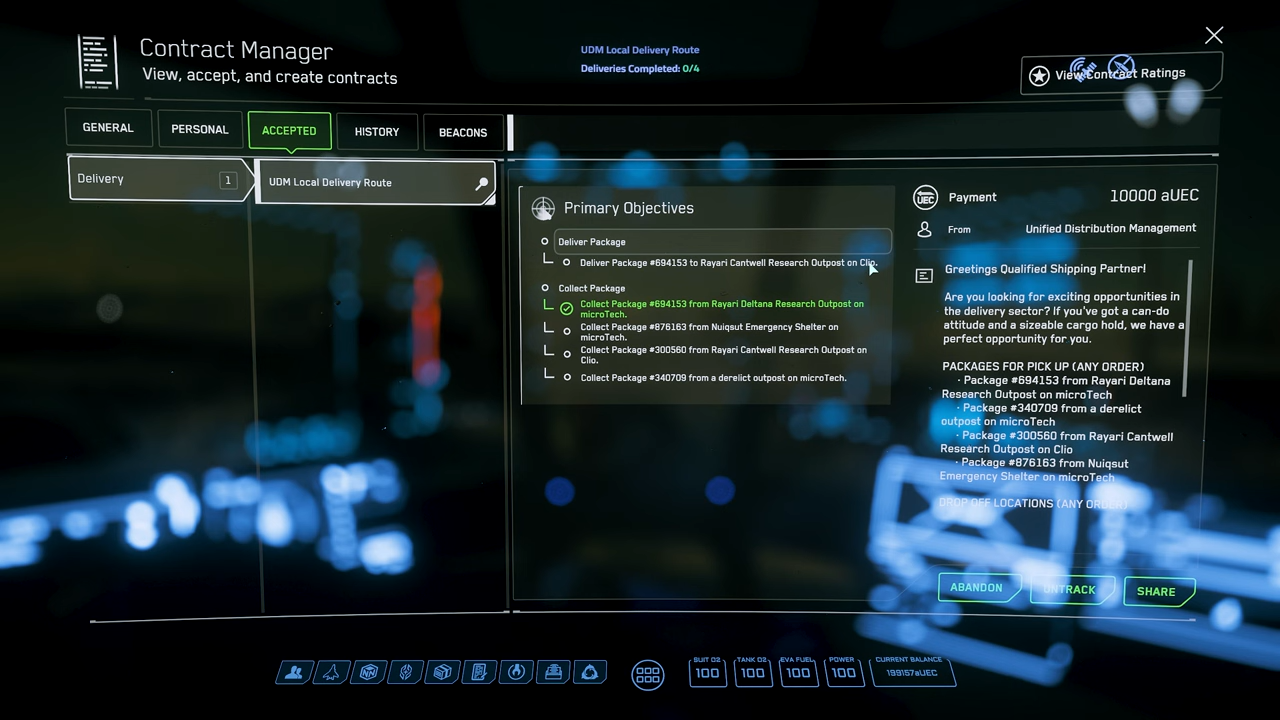 Contract Manager
View, accept, and create contracts
UDM Local Delivery Route
Deliveries Completed: 0/4
View Contract Ratings
GENERAL
PERSONAL
ACCEPTED
HISTORY
BEACONS
Delivery
1
UDM Local Delivery Route
Primary Objectives
Deliver Package
Deliver Package #694153 to Rayari Cantwell Research Outpost on Clio.
Collect Package
Collect Package #694153 from Rayari Deltana Research Outpost on
microTech.
Collect Package #876163 from Nuiqsut Emergency Shelter on
microTech.
Collect Package #300560 from Rayari Cantwell Research Outpost on
Clio.
Collect Package #340709 from a derelict outpost on microTech.
UEC
Payment
10000 aUEC
From
Unified Distribution Management
Greetings Qualified Shipping Partner!
Are you looking for exciting opportunities in
the delivery sector? If you've got a can-do
attitude and a sizeable cargo hold, we have a
perfect opportunity for you.
PACKAGES FOR PICK UP (ANY ORDER)
· Package #694153 from Rayari Deltana
Research Outpost on microTech
· Package #340709 from a derelict
outpost on microTech
· Package #300560 from Rayari Cantwell
Research Outpost on Clio
· Package #876163 from Nuiqsut
Emergency Shelter on microTech
DROP OFF LOCATIONS (ANY ORDER)
ABANDON
UNTRACK
SHARE
SUIT O2
100
TANK O2
100
EVA FUEL
100
POWER
100
CURRENT BALANCE
199157aUEC